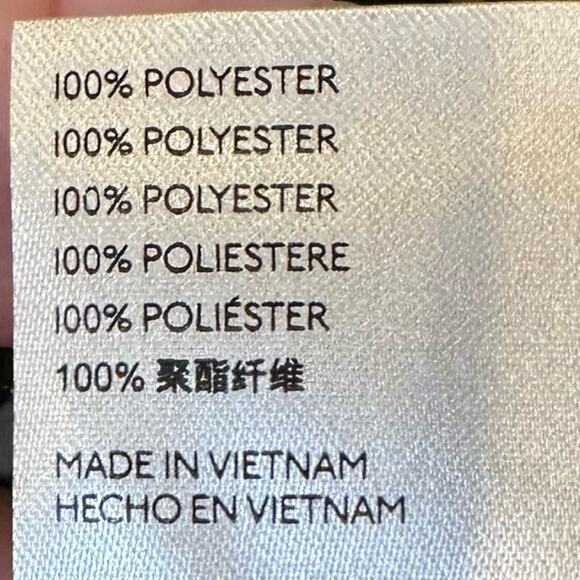 100% POLYESTER
100% POLYESTER
100% POLYESTER
100% POLIESTERE
100% POLIÉSTER
100% 聚酯纤维
MADE IN VIETNAM
HECHO EN VIETNAM